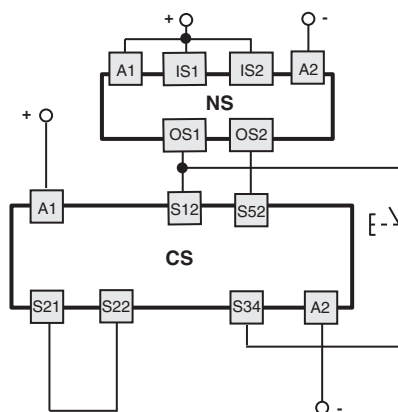 + -
A1 IS1 IS2 A2
NS
OS1 OS2
+
A1 S12 S52
CS
S21 S22 S34 A2
-